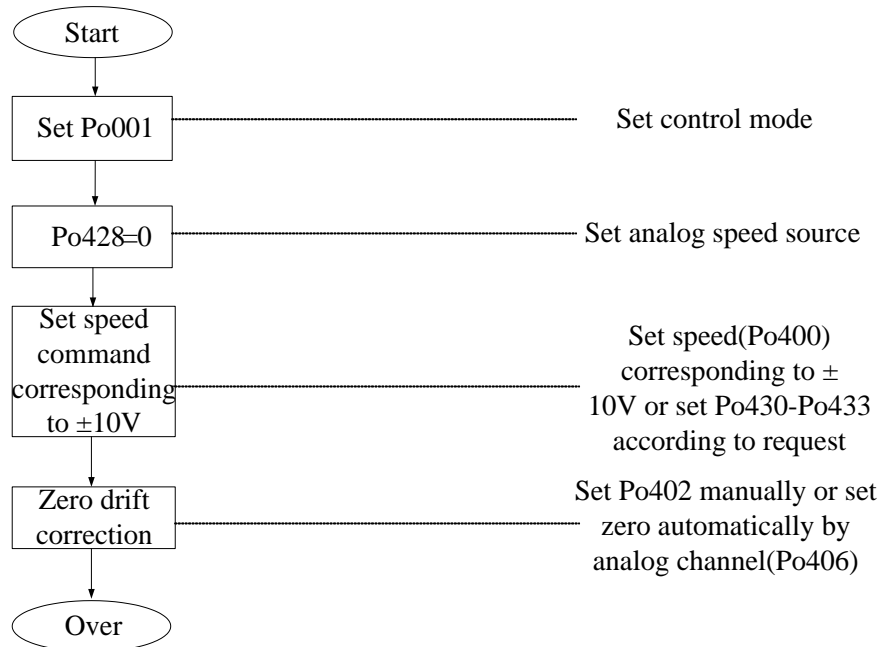 Start
Set Po001
Set control mode
Po428=0
Set analog speed source
Set speed
command
corresponding
to ±10V
Set speed(Po400)
corresponding to ±
10V or set Po430-Po433
according to request
Zero drift
correction
Set Po402 manually or set
zero automatically by
analog channel(Po406)
Over